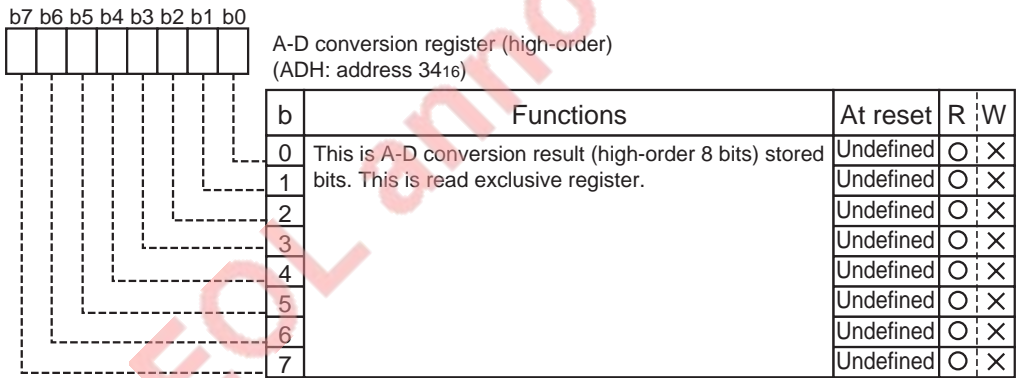 b7 b6 b5 b4 b3 b2 b1 b0
A-D conversion register (high-order)
(ADH: address 3416)
b Functions At reset R W
0 This is A-D conversion result (high-order 8 bits) stored Undefined O ×
1 bits. This is read exclusive register. Undefined O ×
2 Undefined O ×
3 Undefined O ×
4 Undefined O ×
5 Undefined O ×
6 Undefined O ×
7 Undefined O ×
EOL anno